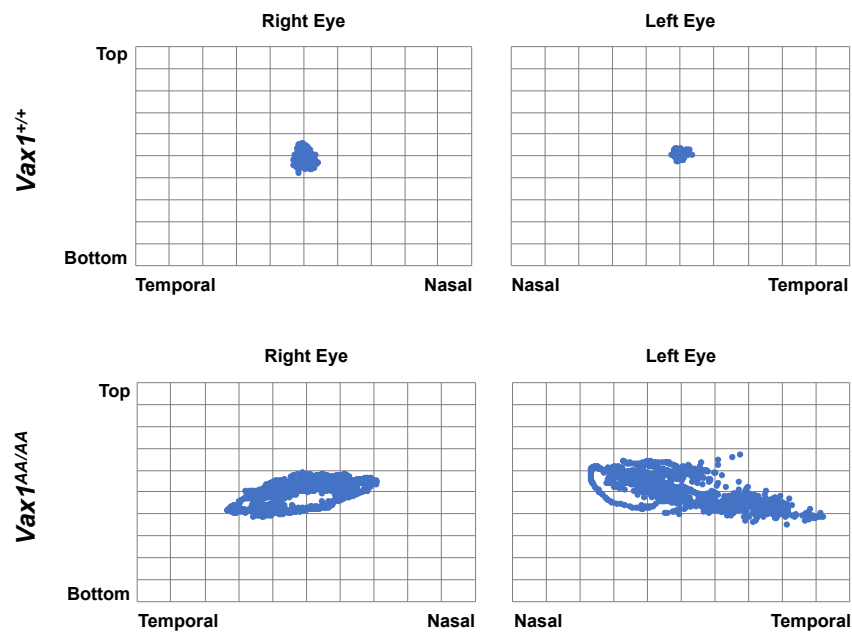 Right Eye Left Eye
Top
Vax1+/+
Bottom
Temporal Nasal Nasal Temporal
Right Eye Left Eye
Top
Vax1AA/AA
Bottom
Temporal Nasal Nasal Temporal